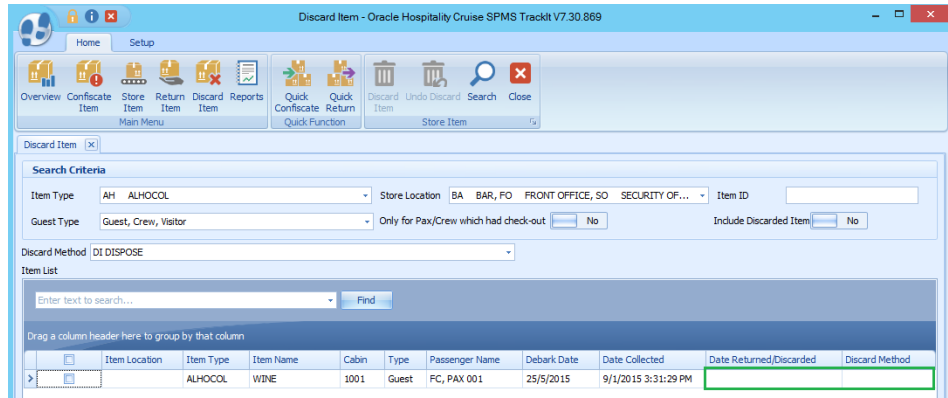 Discard Item - Oracle Hospitality Cruise SPMS TrackIt V7.30.869
Home Setup
Overview Confiscate Item Store Item Return Item Discard Item Reports Quick Confiscate Quick Return Discard Item Undo Discard Search Close
Main Menu Quick Function Store Item
Discard Item
Search Criteria
Item Type AH ALHOCOL Store Location BA BAR, FO FRONT OFFICE, SO SECURITY OF... Item ID
Guest Type Guest, Crew, Visitor Only for Pax/Crew which had check-out No Include Discarded Item No
Discard Method DI DISPOSE
Item List
Enter text to search... Find
Drag a column header here to group by that column
Item Location Item Type Item Name Cabin Type Passenger Name Debark Date Date Collected Date Returned/Discarded Discard Method
ALHOCOL WINE 1001 Guest FC, PAX 001 25/5/2015 9/1/2015 3:31:29 PM